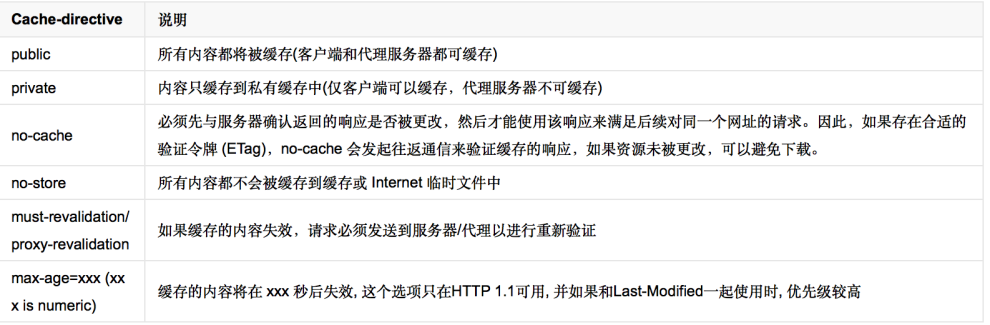 Cache-directive 说明
public 所有内容都将被缓存(客户端和代理服务器都可缓存)
private 内容只缓存到私有缓存中(仅客户端可以缓存，代理服务器不可缓存)
no-cache 必须先与服务器确认返回的响应是否被更改，然后才能使用该响应来满足后续对同一个网址的请求。因此，如果存在合适的
验证令牌 (ETag)，no-cache 会发起往返通信来验证缓存的响应，如果资源未被更改，可以避免下载。
no-store 所有内容都不会被缓存到缓存或 Internet 临时文件中
must-revalidation/
proxy-revalidation 如果缓存的内容失效，请求必须发送到服务器/代理以进行重新验证
max-age=xxx (xx
x is numeric) 缓存的内容将在 xxx 秒后失效, 这个选项只在HTTP 1.1可用, 并如果和Last-Modified一起使用时, 优先级较高